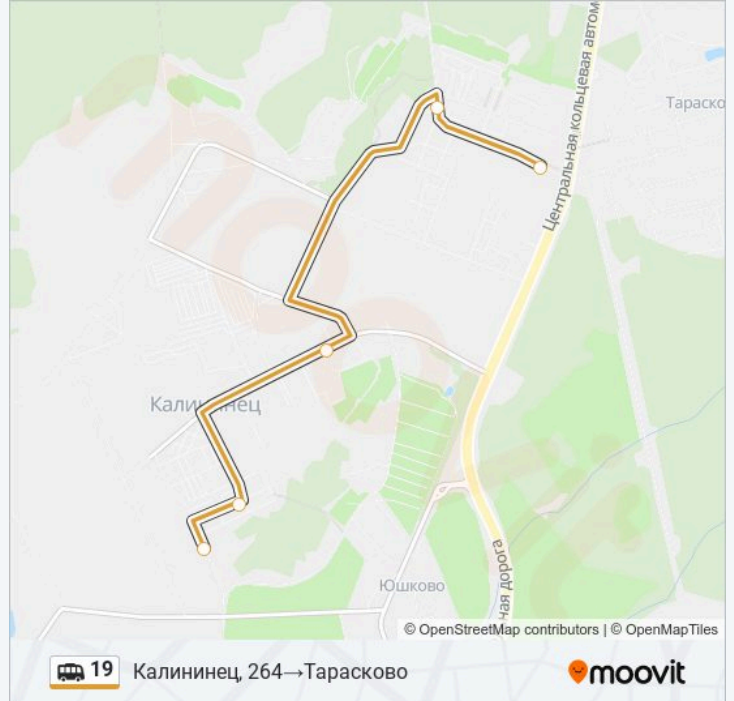 Центральная кольцевая автом
Тараско
Калининец
Юшково
ная дорога
© OpenStreetMap contributors | © OpenMapTiles
19 Калининец, 264→Тарасково
moovit